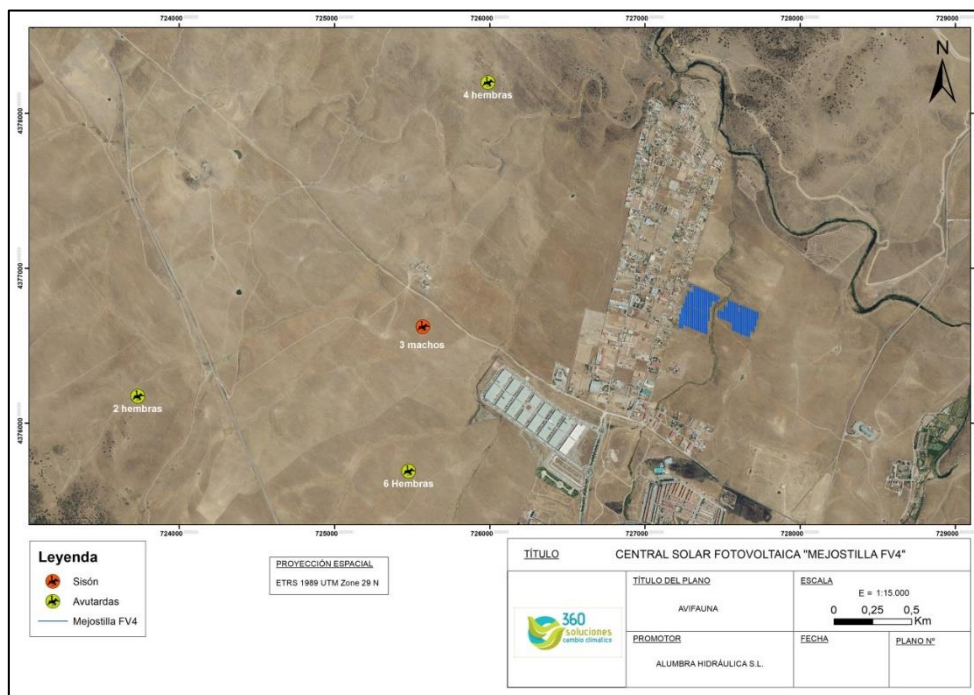 724000 725000 726000 727000 728000 729000
4378000
4377000
4376000
4378000
4377000
4376000
N
4 hembras
3 machos
2 hembras
6 Hembras
724000 725000 726000 727000 728000 729000
Leyenda
Sisón
Avutardas
Mejostilla FV4
PROYECCIÓN ESPACIAL
ETRS 1989 UTM Zone 29 N
TÍTULO
CENTRAL SOLAR FOTOVOLTAICA "MEJOSTILLA FV4"
360
soluciones
cambio climático
TÍTULO DEL PLANO
AVIFAUNA
ESCALA
E = 1:15.000
0 0,25 0,5
Km
PROMOTOR
ALUMBRA HIDRÁULICA S.L.
FECHA
PLANO Nº